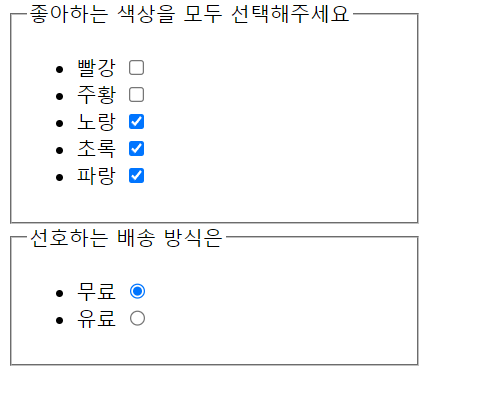 좋아하는 색상을 모두 선택해주세요
빨강
주황
노랑
초록
파랑
선호하는 배송 방식은
무료
유료